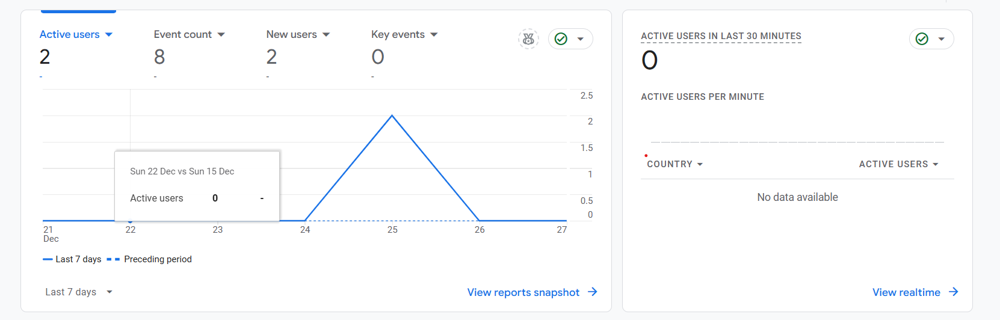 Active users
2
-
Event count
8
-
New users
2
-
Key events
0
-
2.5
2
1.5
1
0.5
0
Sun 22 Dec vs Sun 15 Dec
Active users 0 -
21 22 23 24 25 26 27
Dec
Last 7 days Preceding period
Last 7 days
View reports snapshot
ACTIVE USERS IN LAST 30 MINUTES
0
ACTIVE USERS PER MINUTE
COUNTRY ACTIVE USERS
No data available
View realtime